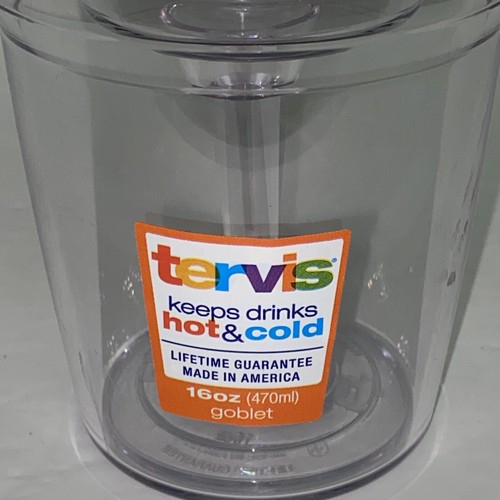 tervis
keeps drinks
hot&cold
LIFETIME GUARANTEE
MADE IN AMERICA
16oz (470ml)
goblet